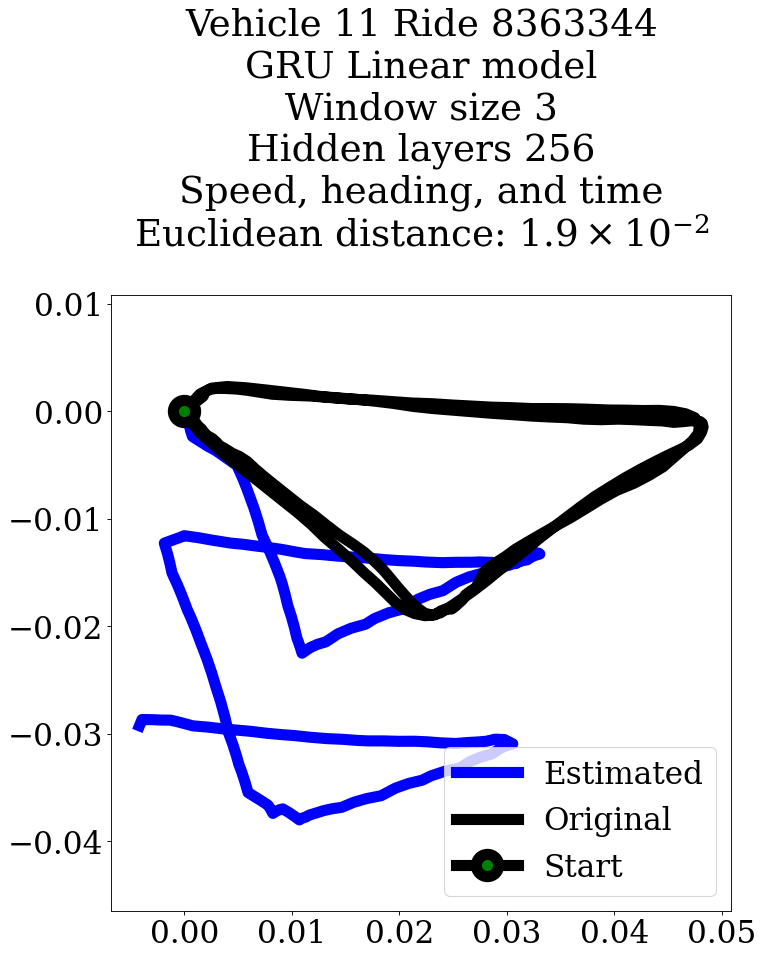 Vehicle 11 Ride 8363344
GRU Linear model
Window size 3
Hidden layers 256
Speed, heading, and time
Euclidean distance: 1.9 × 10⁻²
0.01
0.00
−0.01
−0.02
−0.03
−0.04
Estimated
Original
Start
0.00 0.01 0.02 0.03 0.04 0.05